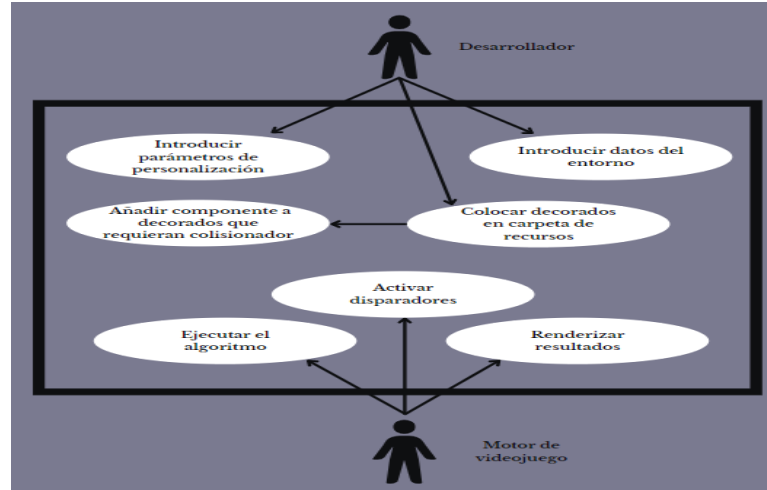 Desarrollador
Introducir
parámetros de
personalización
Introducir datos del
entorno
Añadir componente a
decorados que
requieran colisionador
Colocar decorados
en carpeta de
recursos
Activar
disparadores
Ejecutar el
algoritmo
Renderizar
resultados
Motor de
videojuego